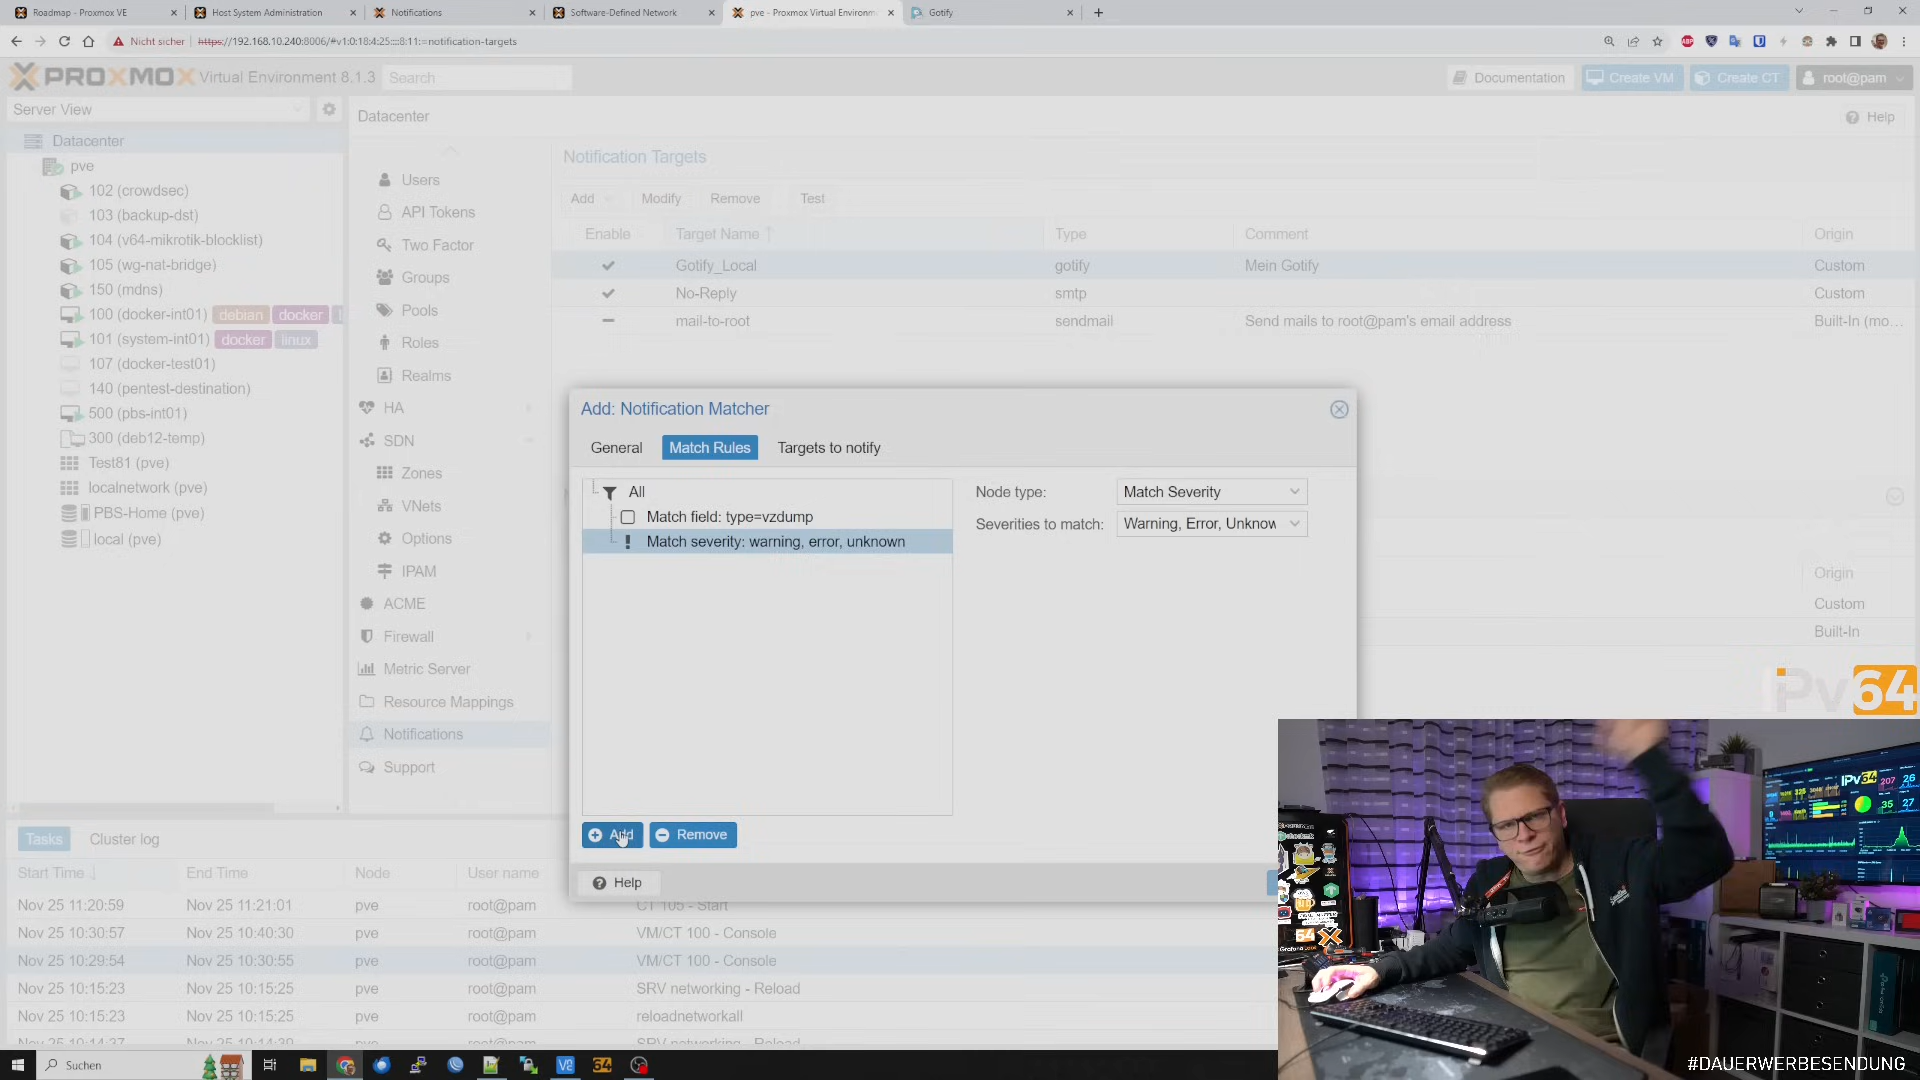 Roadmap - Proxmox VE
Host System Administration
Notifications
Software-Defined Network
pve - Proxmox Virtual Environm
Gotify
Nicht sicher
https://192.168.10.240:8006/#v1:0:18:4:25::::8:11:=notification-targets
PROXMOX Virtual Environment 8.1.3
Search
Documentation
Create VM
Create CT
root@pam
Server View
Datacenter
Help
Datacenter
pve
102 (crowdsec)
103 (backup-dst)
104 (v64-mikrotik-blocklist)
105 (wg-nat-bridge)
150 (mdns)
100 (docker-int01) debian docker
101 (system-int01) docker linux
107 (docker-test01)
140 (pentest-destination)
500 (pbs-int01)
300 (deb12-temp)
Test81 (pve)
localnetwork (pve)
PBS-Home (pve)
local (pve)
Users
API Tokens
Two Factor
Groups
Pools
Roles
Realms
HA
SDN
Zones
VNets
Options
IPAM
ACME
Firewall
Metric Server
Resource Mappings
Notifications
Support
Notification Targets
Add
Modify
Remove
Test
Enable
Target Name
Type
Comment
Origin
Gotify_Local
gotify
Mein Gotify
Custom
No-Reply
smtp
Custom
mail-to-root
sendmail
Send mails to root@pam's email address
Built-In (mo...
Add: Notification Matcher
General
Match Rules
Targets to notify
All
Match field: type=vzdump
Match severity: warning, error, unknown
Node type:
Match Severity
Severities to match:
Warning, Error, Unknow
Add
Remove
Help
Origin
Custom
Built-In
Tasks
Cluster log
Start Time
End Time
Node
User name
Nov 25 11:20:59
Nov 25 11:21:01
pve
root@pam
CT 105 - Start
Nov 25 10:30:57
Nov 25 10:40:30
pve
root@pam
VM/CT 100 - Console
Nov 25 10:29:54
Nov 25 10:30:55
pve
root@pam
VM/CT 100 - Console
Nov 25 10:15:23
Nov 25 10:15:25
pve
root@pam
SRV networking - Reload
Nov 25 10:15:23
Nov 25 10:15:25
pve
root@pam
reloadnetworkall
IPv64
IPv64
207
26
35
27
64
Suchen
#DAUERWERBESENDUNG